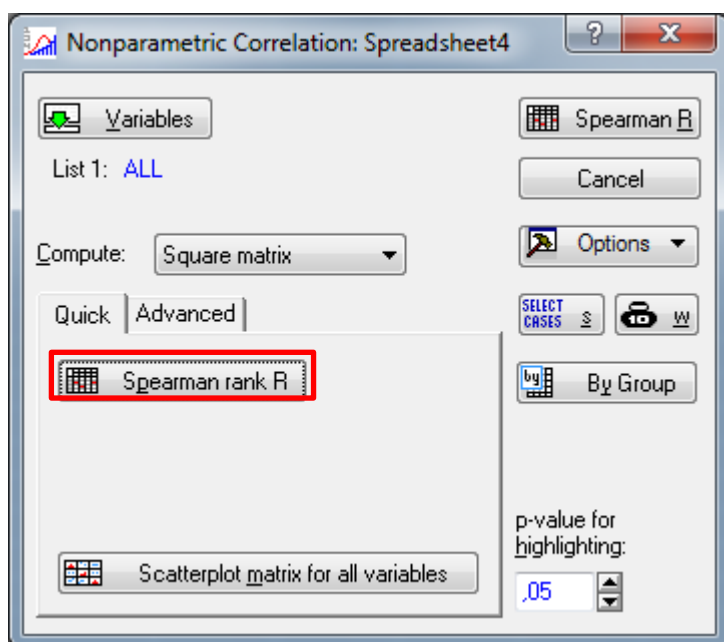 Nonparametric Correlation: Spreadsheet4
?
Variables
Spearman R
List 1: ALL
Cancel
Compute: Square matrix
Options
Quick Advanced
SELECT CASES S W
Spearman rank R
by By Group
p-value for
highlighting:
Scatterplot matrix for all variables
,05